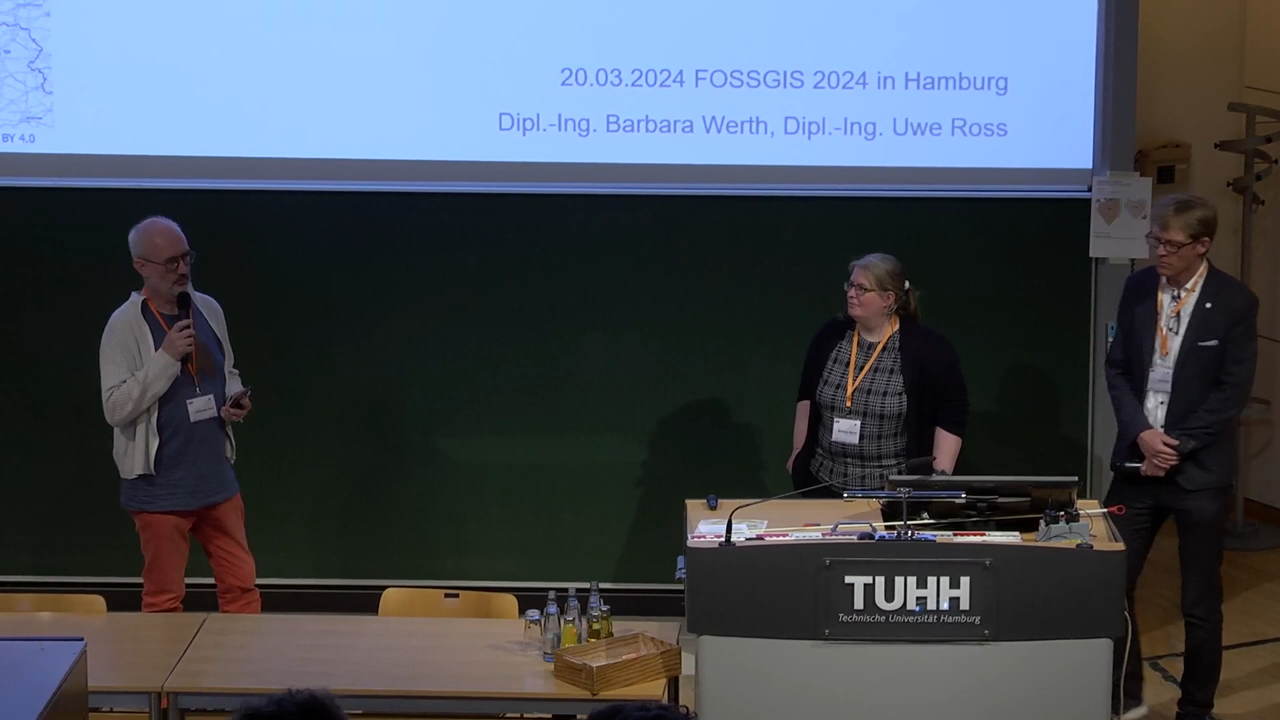 20.03.2024 FOSSGIS 2024 in Hamburg
Dipl.-Ing. Barbara Werth, Dipl.-Ing. Uwe Ross
BY 4.0
TUHH
Technische Universität Hamburg